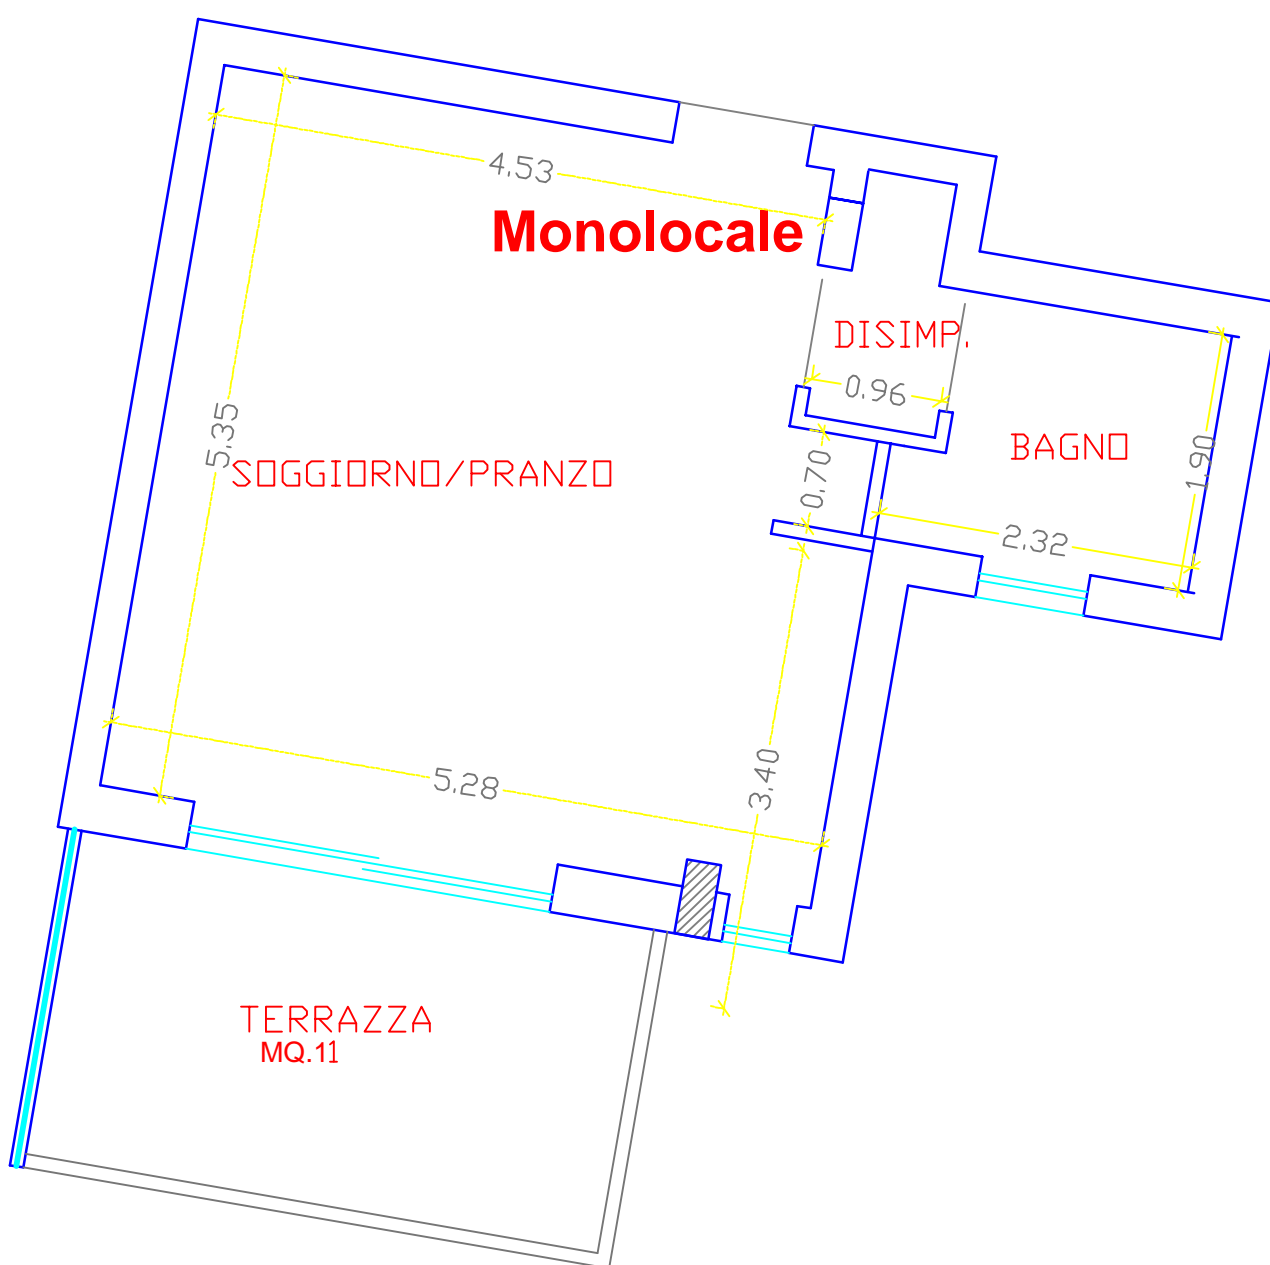 4.53
Monolocale
DISIMP.
0.96
5.35
SOGGIORNO/PRANZO
0.70
BAGNO
1.90
2.32
5.28
3.40
TERRAZZA
MQ.11